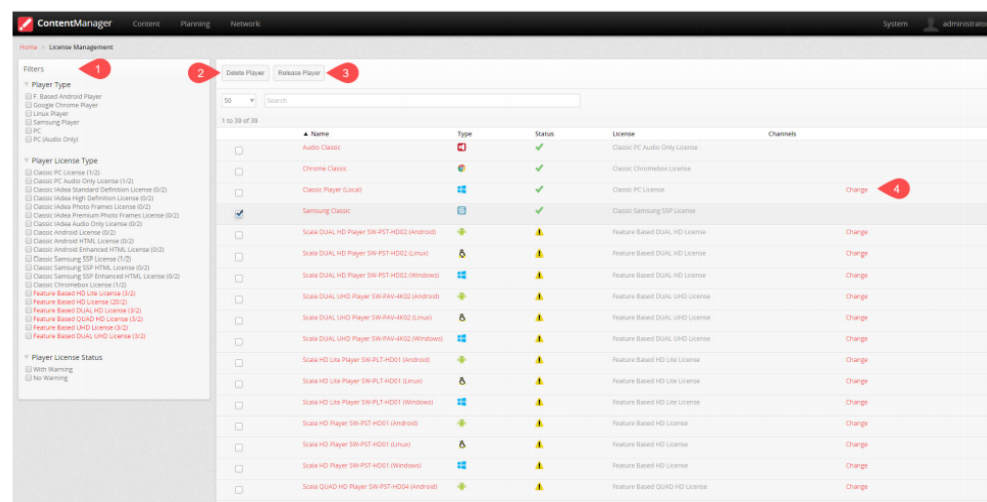 ContentManager Content Planning Network System administrato
Home > License Management
Filters 1
Player Type
F. Based Android Player
Google Chrome Player
Linux Player
Samsung Player
PC
PC (Audio Only)
Player License Type
Classic PC License (1/2)
Classic PC Audio Only License (1/2)
Classic IAdea Standard Definition License (0/2)
Classic IAdea High Definition License (0/2)
Classic IAdea Photo Frames License (0/2)
Classic IAdea Premium Photo Frames License (0/2)
Classic IAdea Audio Only License (0/2)
Classic Android License (0/2)
Classic Android HTML License (0/2)
Classic Android Enhanced HTML License (0/2)
Classic Samsung SSP License (1/2)
Classic Samsung SSP HTML License (0/2)
Classic Samsung SSP Enhanced HTML License (0/2)
Classic Chromebox License (1/2)
Feature Based HD Lite License (3/2)
Feature Based HD License (20/2)
Feature Based DUAL HD License (3/2)
Feature Based QUAD HD License (3/2)
Feature Based UHD License (3/2)
Feature Based DUAL UHD License (3/2)
Player License Status
With Warning
No Warning
2 Delete Player Release Player 3
50 Search
1 to 39 of 39
Name Type Status License Channels
Audio Classic Classic PC Audio Only License
Chrome Classic Classic Chromebox License
Classic Player (Local) Classic PC License Change 4
Samsung Classic Classic Samsung SSP License
Scala DUAL HD Player SW-PST-HD02 (Android) Feature Based DUAL HD License Change
Scala DUAL HD Player SW-PST-HD02 (Linux) Feature Based DUAL HD License Change
Scala DUAL HD Player SW-PST-HD02 (Windows) Feature Based DUAL HD License Change
Scala DUAL UHD Player SW-PAV-4K02 (Android) Feature Based DUAL UHD License Change
Scala DUAL UHD Player SW-PAV-4K02 (Linux) Feature Based DUAL UHD License Change
Scala DUAL UHD Player SW-PAV-4K02 (Windows) Feature Based DUAL UHD License Change
Scala HD Lite Player SW-PLT-HD01 (Android) Feature Based HD Lite License Change
Scala HD Lite Player SW-PLT-HD01 (Linux) Feature Based HD Lite License Change
Scala HD Lite Player SW-PLT-HD01 (Windows) Feature Based HD Lite License Change
Scala HD Player SW-PST-HD01 (Android) Feature Based HD License Change
Scala HD Player SW-PST-HD01 (Linux) Feature Based HD License Change
Scala HD Player SW-PST-HD01 (Windows) Feature Based HD License Change
Scala QUAD HD Player SW-PST-HD04 (Android) Feature Based QUAD HD License Change